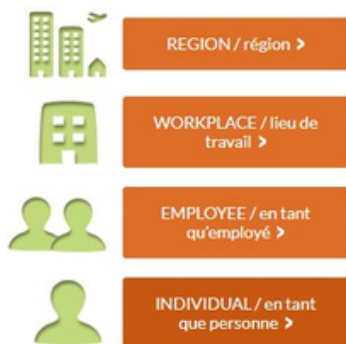 REGION / région >
WORKPLACE / lieu de
travail >
EMPLOYEE / en tant
qu'employé >
INDIVIDUAL / en tant
que personne >